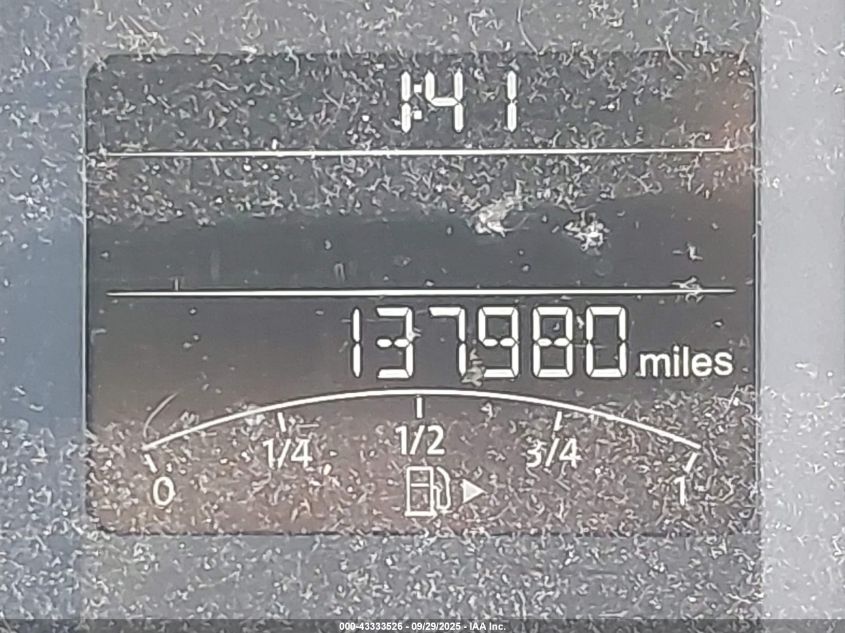 1:41
137980 miles
0 1/4 1/2 3/4 1
000-43333526 - 09/29/2025 - IAA Inc.